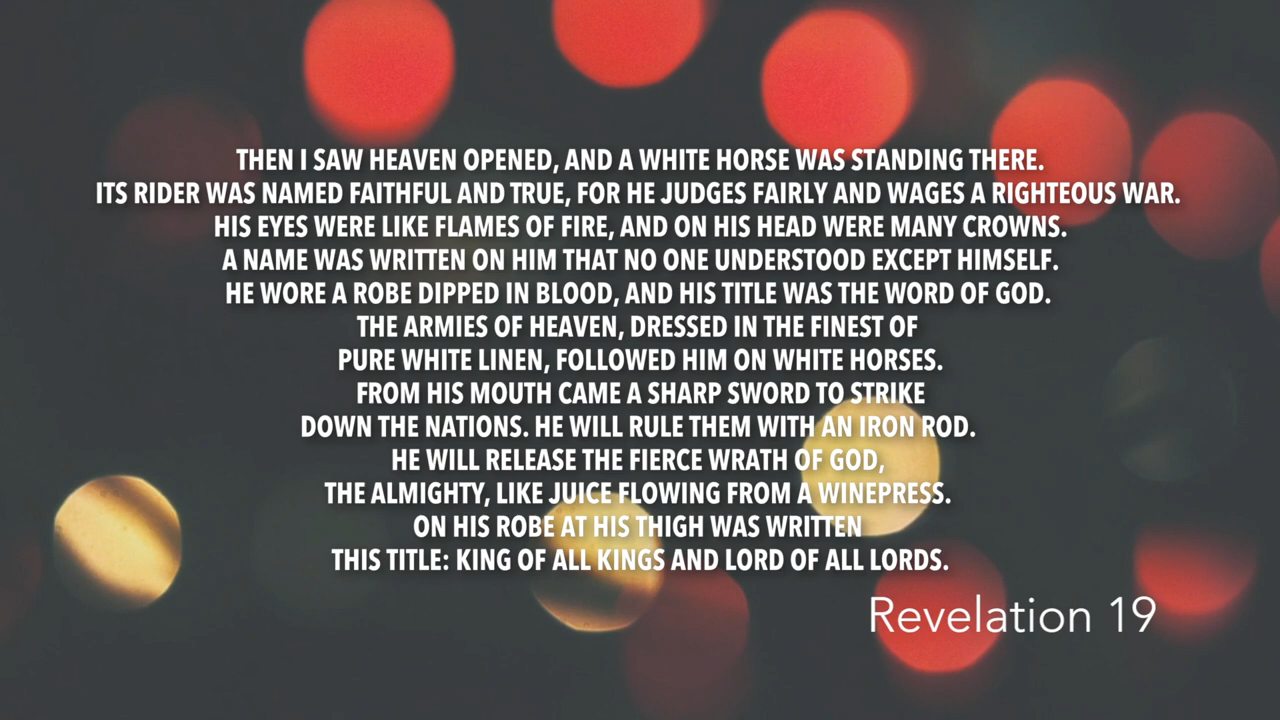 THEN I SAW HEAVEN OPENED, AND A WHITE HORSE WAS STANDING THERE.
ITS RIDER WAS NAMED FAITHFUL AND TRUE, FOR HE JUDGES FAIRLY AND WAGES A RIGHTEOUS WAR.
HIS EYES WERE LIKE FLAMES OF FIRE, AND ON HIS HEAD WERE MANY CROWNS.
A NAME WAS WRITTEN ON HIM THAT NO ONE UNDERSTOOD EXCEPT HIMSELF.
HE WORE A ROBE DIPPED IN BLOOD, AND HIS TITLE WAS THE WORD OF GOD.
THE ARMIES OF HEAVEN, DRESSED IN THE FINEST OF
PURE WHITE LINEN, FOLLOWED HIM ON WHITE HORSES.
FROM HIS MOUTH CAME A SHARP SWORD TO STRIKE
DOWN THE NATIONS. HE WILL RULE THEM WITH AN IRON ROD.
HE WILL RELEASE THE FIERCE WRATH OF GOD,
THE ALMIGHTY, LIKE JUICE FLOWING FROM A WINEPRESS.
ON HIS ROBE AT HIS THIGH WAS WRITTEN
THIS TITLE: KING OF ALL KINGS AND LORD OF ALL LORDS.
Revelation 19